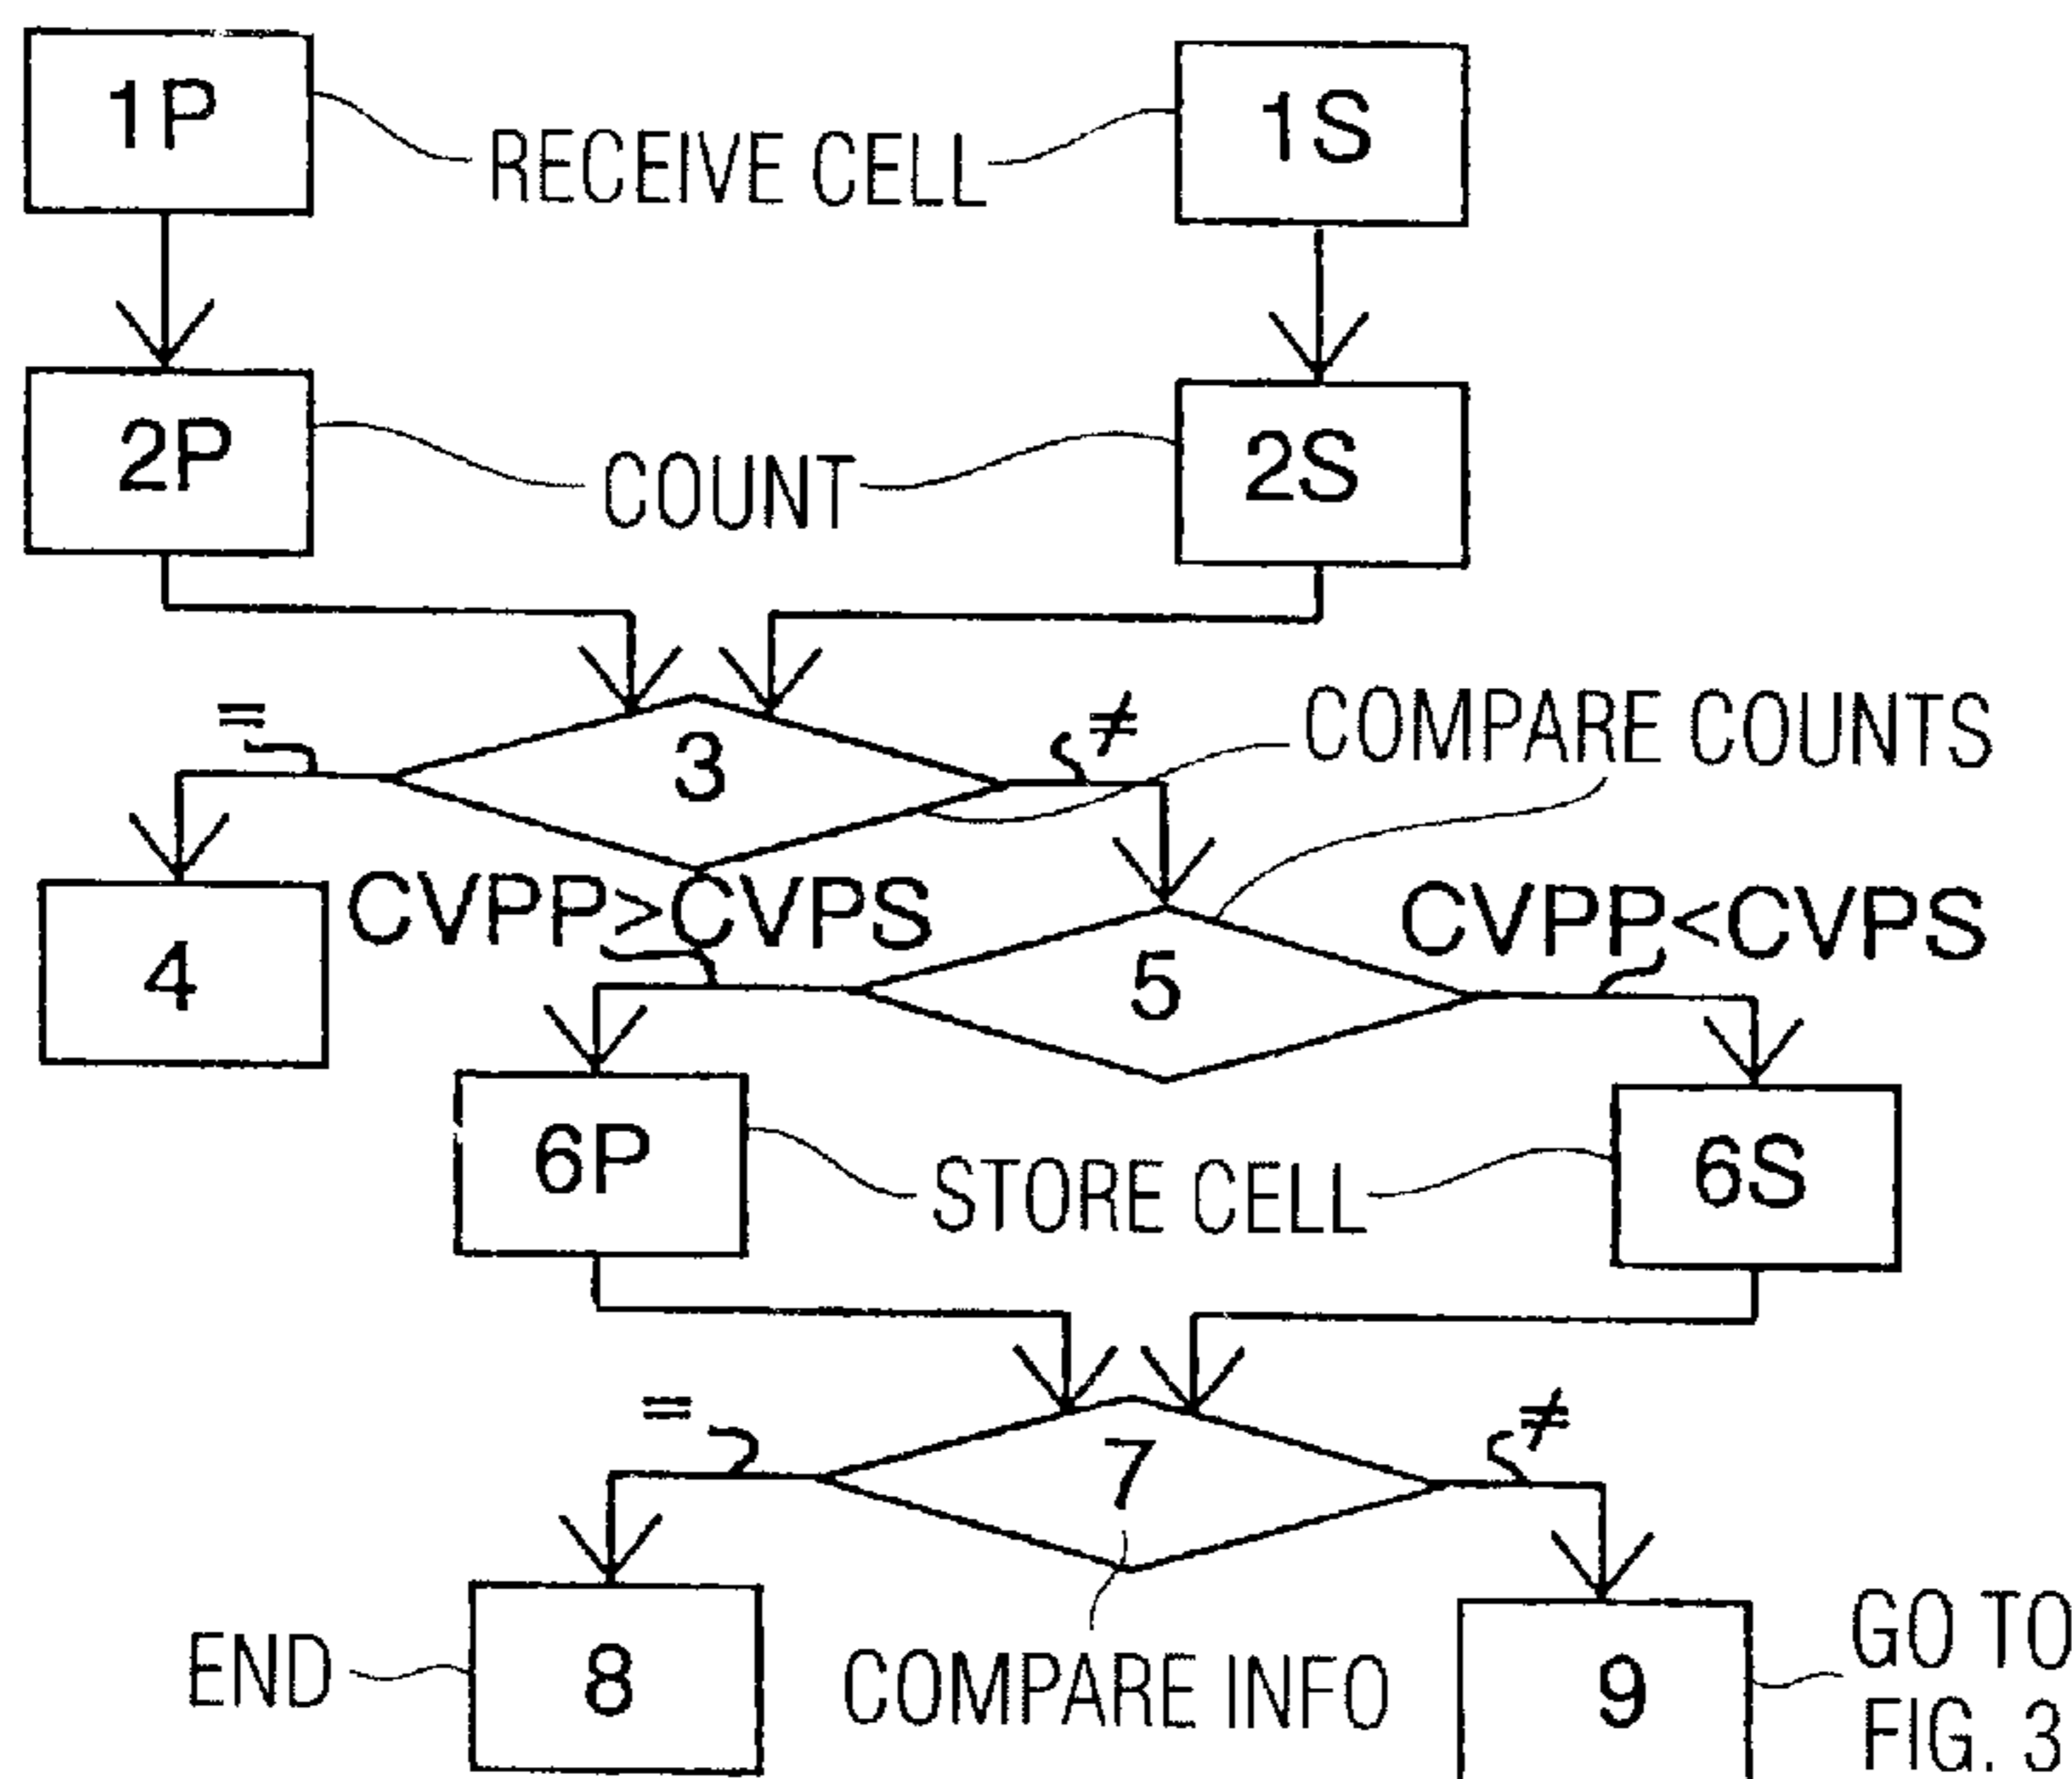 1P
1S
RECEIVE CELL
2P
2S
COUNT
=
3
≠
COMPARE COUNTS
4
CVPP>CVPS
5
CVPP<CVPS
6P
STORE CELL
6S
=
7
≠
END
8
COMPARE INFO
9
GO TO
FIG. 3